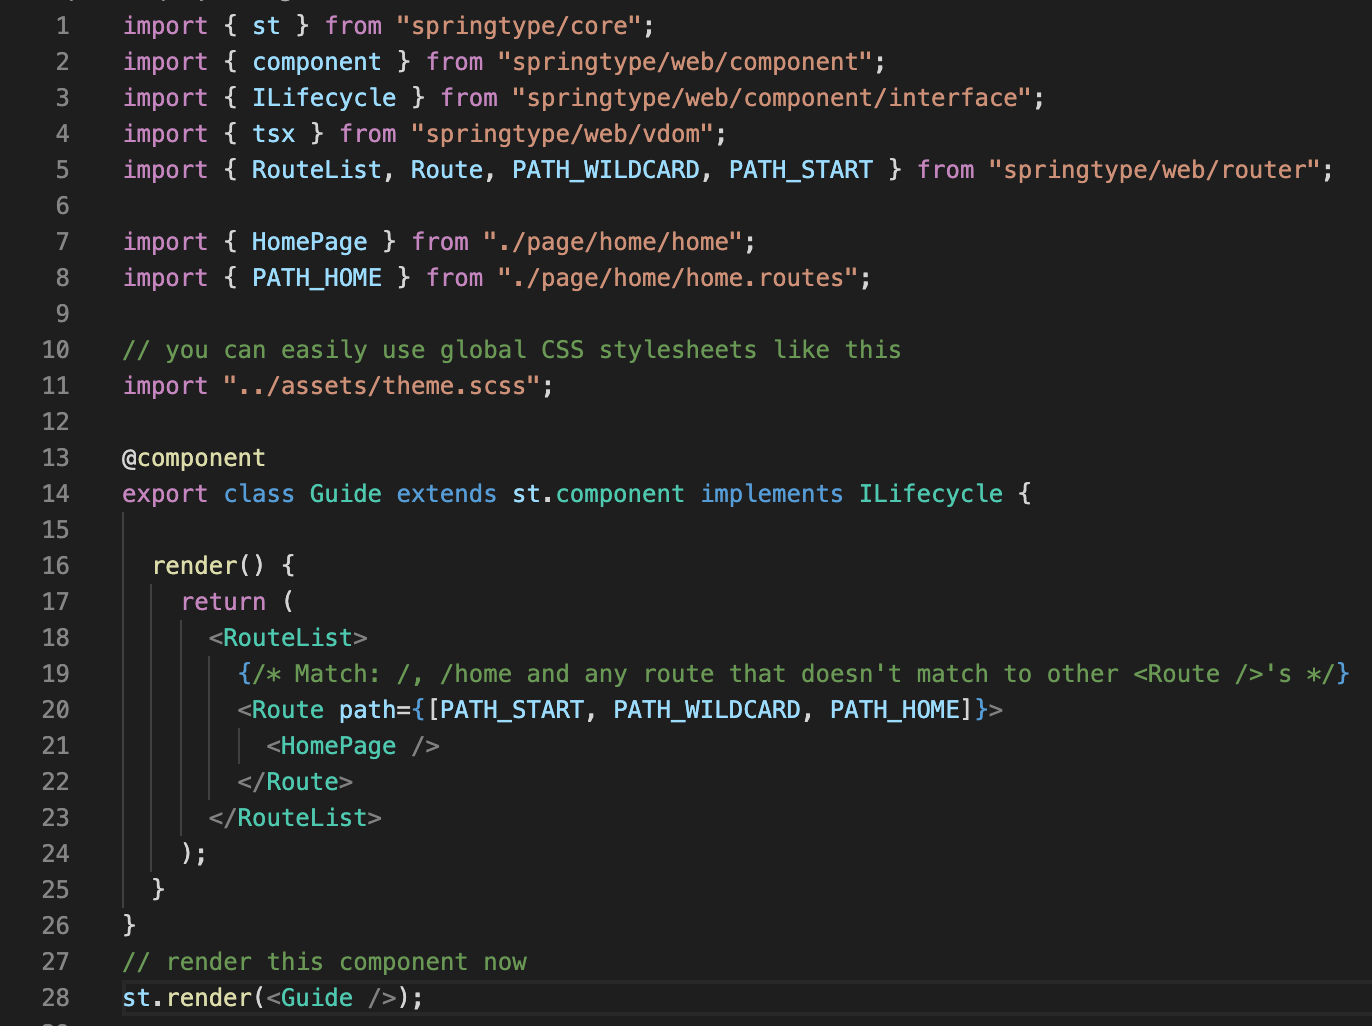 1 import { st } from "springtype/core";
2 import { component } from "springtype/web/component";
3 import { ILifecycle } from "springtype/web/component/interface";
4 import { tsx } from "springtype/web/vdom";
5 import { RouteList, Route, PATH_WILDCARD, PATH_START } from "springtype/web/router";
6
7 import { HomePage } from "./page/home/home";
8 import { PATH_HOME } from "./page/home/home.routes";
9
10 // you can easily use global CSS stylesheets like this
11 import "../assets/theme.scss";
12
13 @component
14 export class Guide extends st.component implements ILifecycle {
15
16   render() {
17     return (
18       <RouteList>
19         {/* Match: /, /home and any route that doesn't match to other <Route />'s */}
20         <Route path={[PATH_START, PATH_WILDCARD, PATH_HOME]}>
21           <HomePage />
22         </Route>
23       </RouteList>
24     );
25   }
26 }
27 // render this component now
28 st.render(<Guide />);